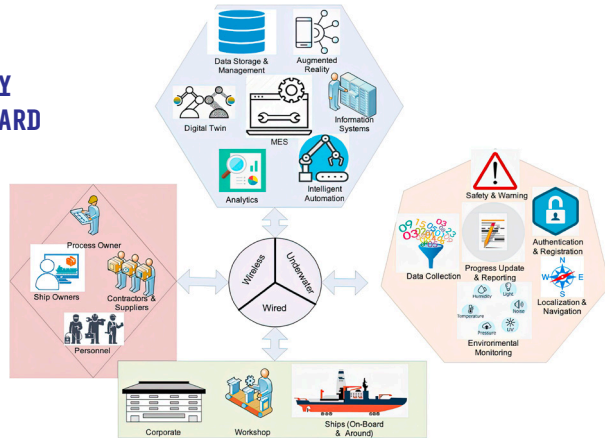 Y
ARD
Data Storage &
Management
Augmented
Reality
Digital Twin
MES
Information
Systems
Analytics
Intelligent
Automation
Process Owner
Ship Owners
Contractors &
Suppliers
Personnel
Wireless
Underwater
Wired
Safety & Warning
Data Collection
Progress Update
& Reporting
Authentication
& Registration
N
W
E
S
Localization &
Navigation
Humidity
Light
Temperature
Noise
Pressure
UV
Environmental
Monitoring
Corporate
Workshop
Ships (On-Board
& Around)